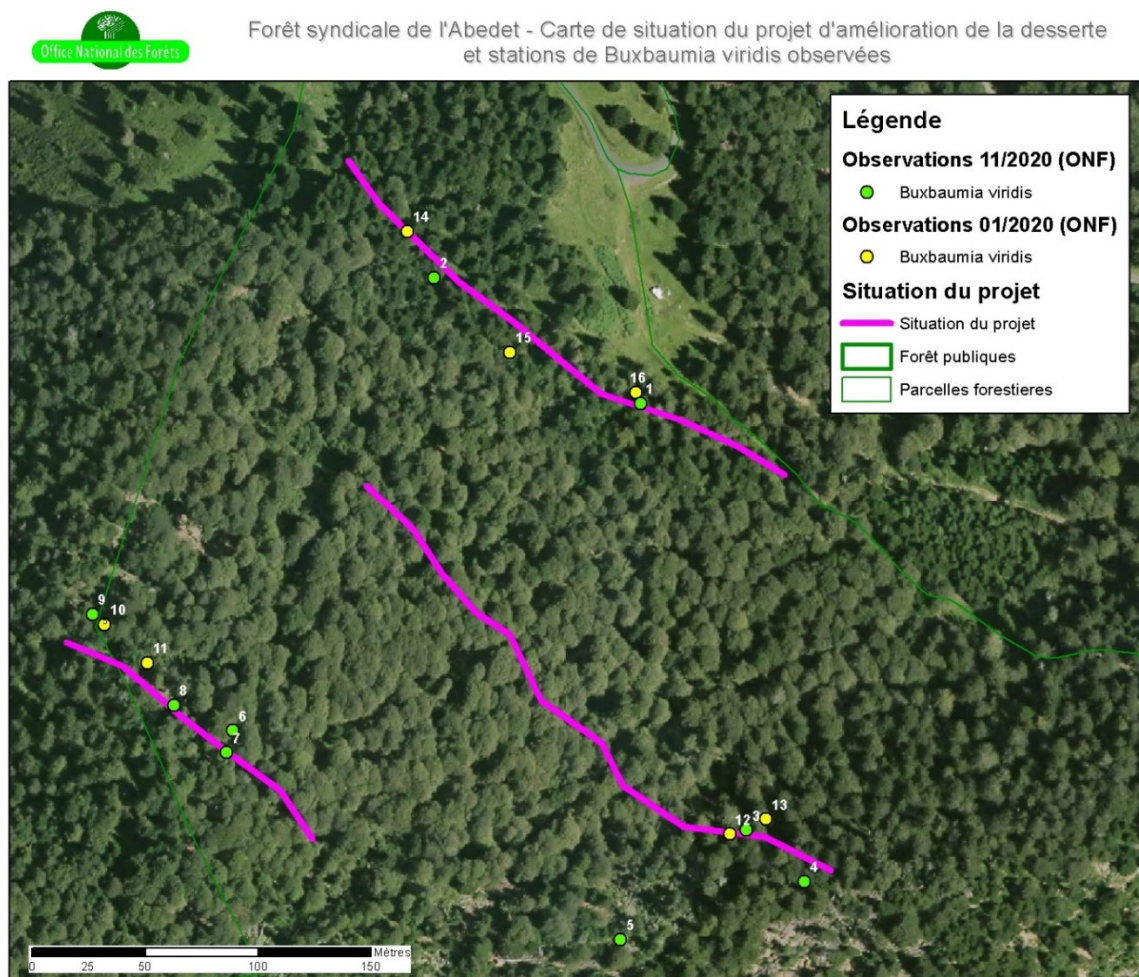 Office National des Forêts
Forêt syndicale de l'Abedet - Carte de situation du projet d'amélioration de la desserte
et stations de Buxbaumia viridis observées
Légende
Observations 11/2020 (ONF)
Buxbaumia viridis
Observations 01/2020 (ONF)
Buxbaumia viridis
Situation du projet
Situation du projet
Forêt publiques
Parcelles forestieres
14
2
15
16
1
9
10
11
8
6
7
13
12
3
4
5
Mètres
0 25 50 100 150